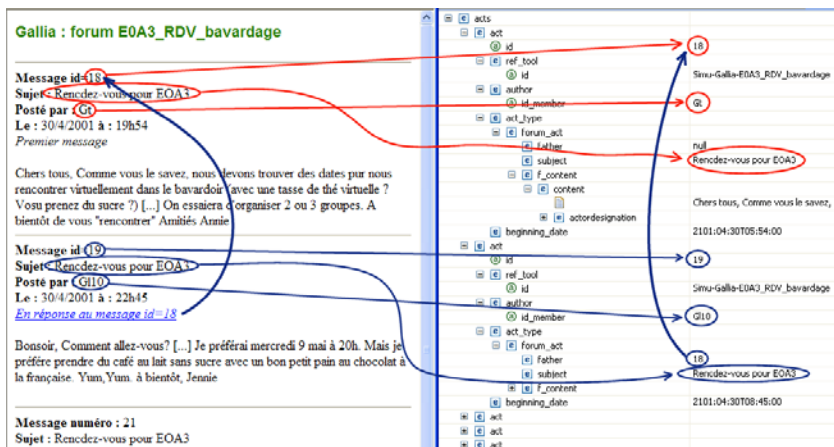 Gallia : forum E0A3_RDV_bavardage
Message id=18
Sujet : Rencdez-vous pour EOA3
Posté par : Gt
Le : 30/4/2001 à : 19h54
Premier message
Chers tous, Comme vous le savez, nous devons trouver des dates pur nous
rencontrer virtuellement dans le bavardoir (avec une tasse de thé virtuelle ?
Vosu prenez du sucre ?) [...] On essaiera d'organiser 2 ou 3 groupes. A
bientôt de vous "rencontrer" Amitiés Annie
Message id 19
Sujet : Rencdez-vous pour EOA3
Posté par : Gl10
Le : 30/4/2001 à : 22h45
En réponse au message id=18
Bonsoir, Comment allez-vous? [...] Je préférai mercredi 9 mai à 20h. Mais je
préfére prendre du café au lait sans sucre avec un bon petit pain au chocolat à
la française. Yum,Yum. à bientôt, Jennie
Message numéro : 21
Sujet : Rencdez-vous pour EOA3
acts
act
id 18
ref_tool
id Simu-Gallia-E0A3_RDV_bavardage
author
id_member Gt
act_type
forum_act
father null
subject Rencdez-vous pour EOA3
f_content
content
Chers tous, Comme vous le savez,
actordesignation
beginning_date 2101:04:30T05:54:00
act
id 19
ref_tool
id Simu-Gallia-E0A3_RDV_bavardage
author
id_member Gl10
act_type
forum_act
father 18
subject Rencdez-vous pour EOA3
f_content
beginning_date 2101:04:30T08:45:00
act
act
act